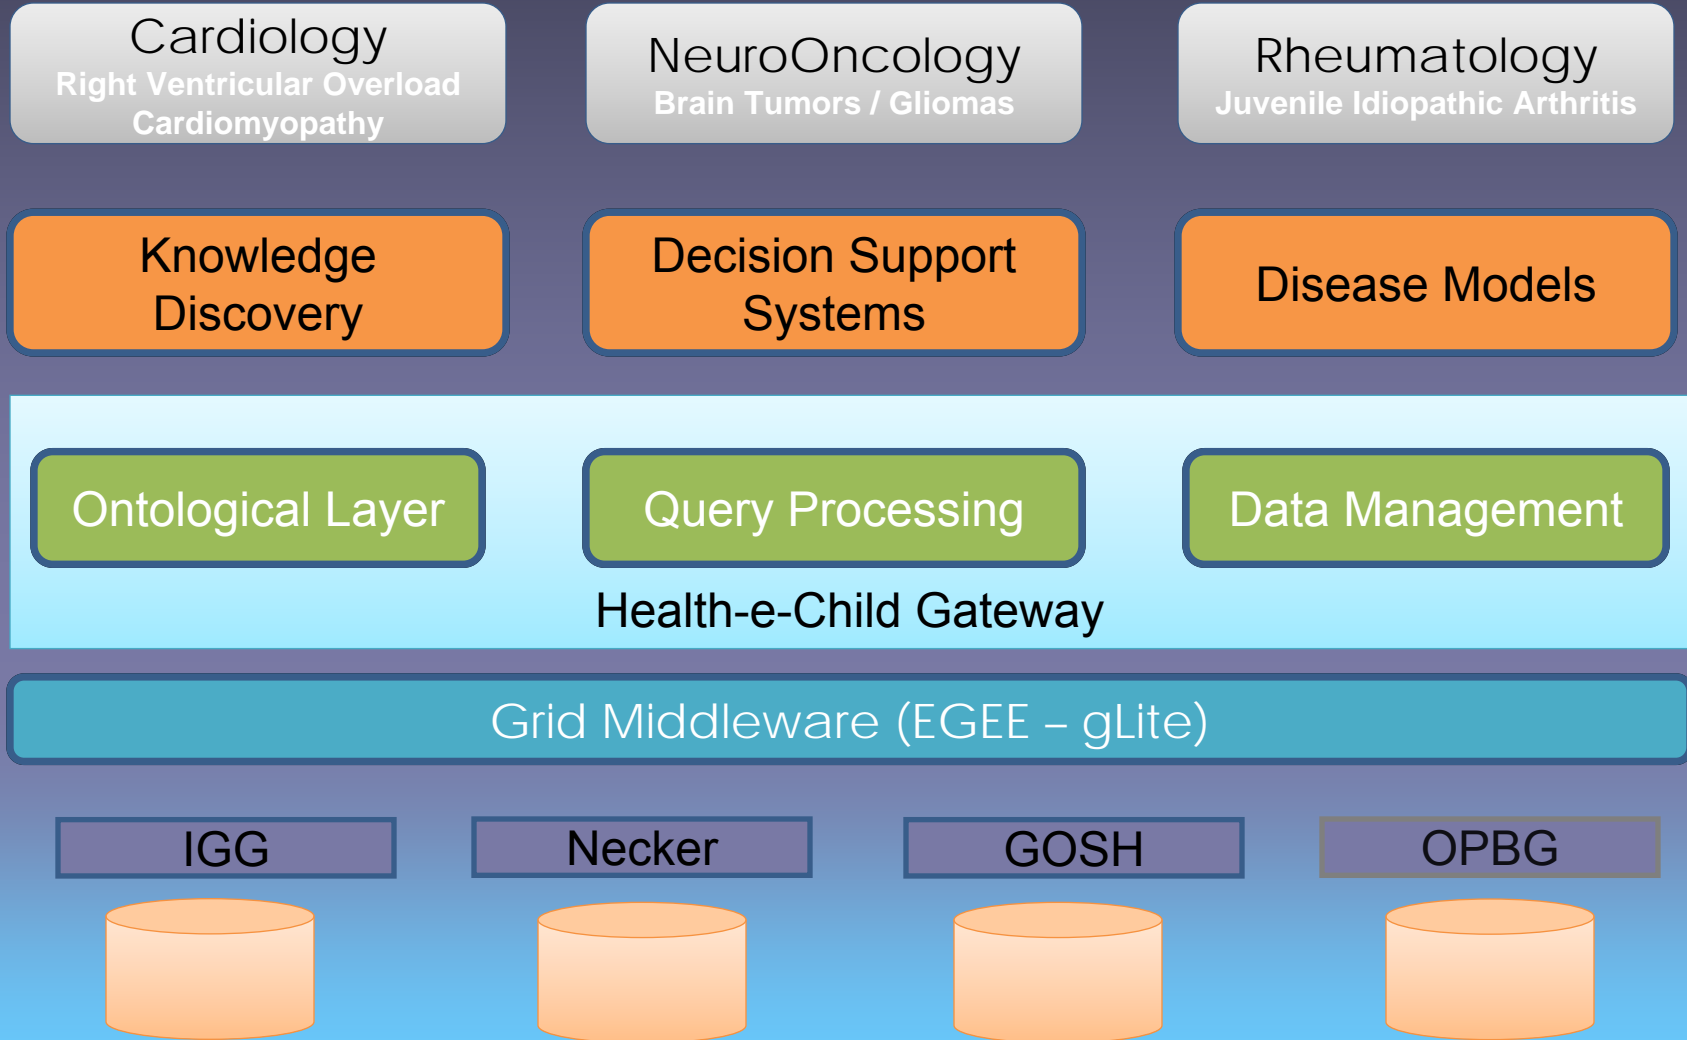 Cardiology
Right Ventricular Overload
Cardiomyopathy
NeuroOncology
Brain Tumors / Gliomas
Rheumatology
Juvenile Idiopathic Arthritis
Knowledge
Discovery
Decision Support
Systems
Disease Models
Ontological Layer
Query Processing
Data Management
Health-e-Child Gateway
Grid Middleware (EGEE – gLite)
IGG
Necker
GOSH
OPBG